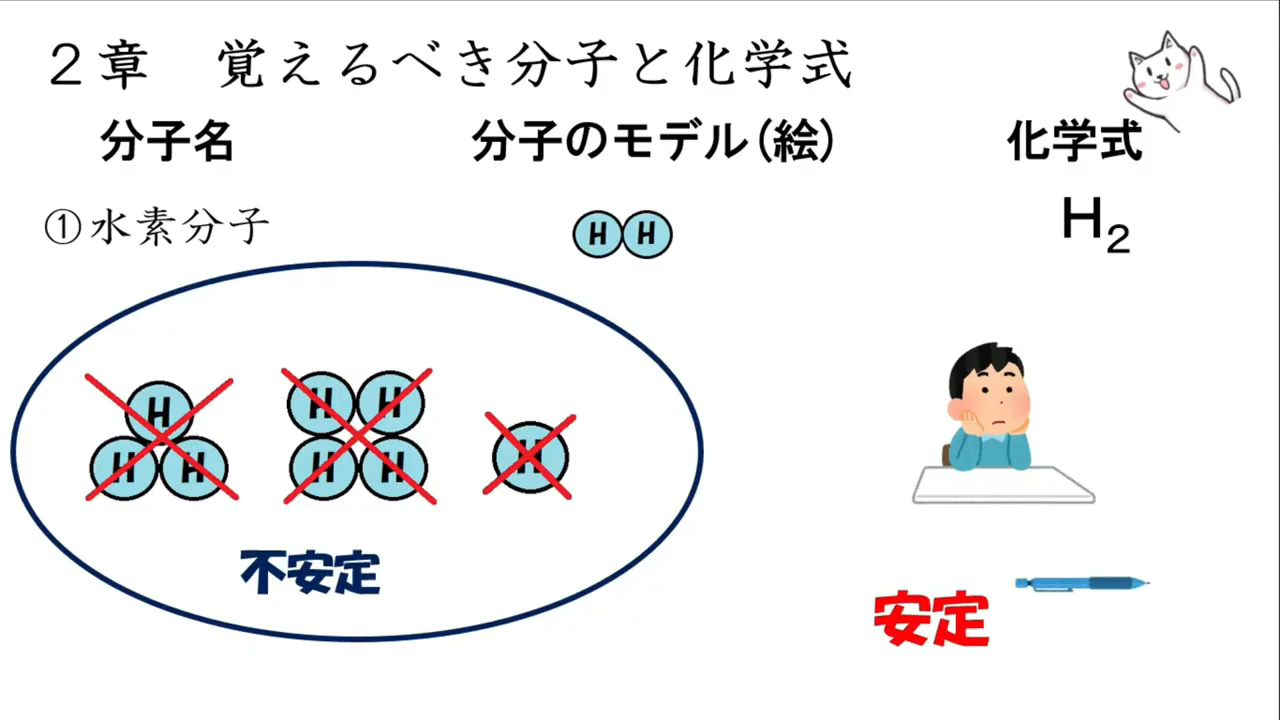 ２章　覚えるべき分子と化学式
分子名　分子のモデル(絵)　化学式
①水素分子　H H　H₂
H H H
H H H
H H H
不安定
安定